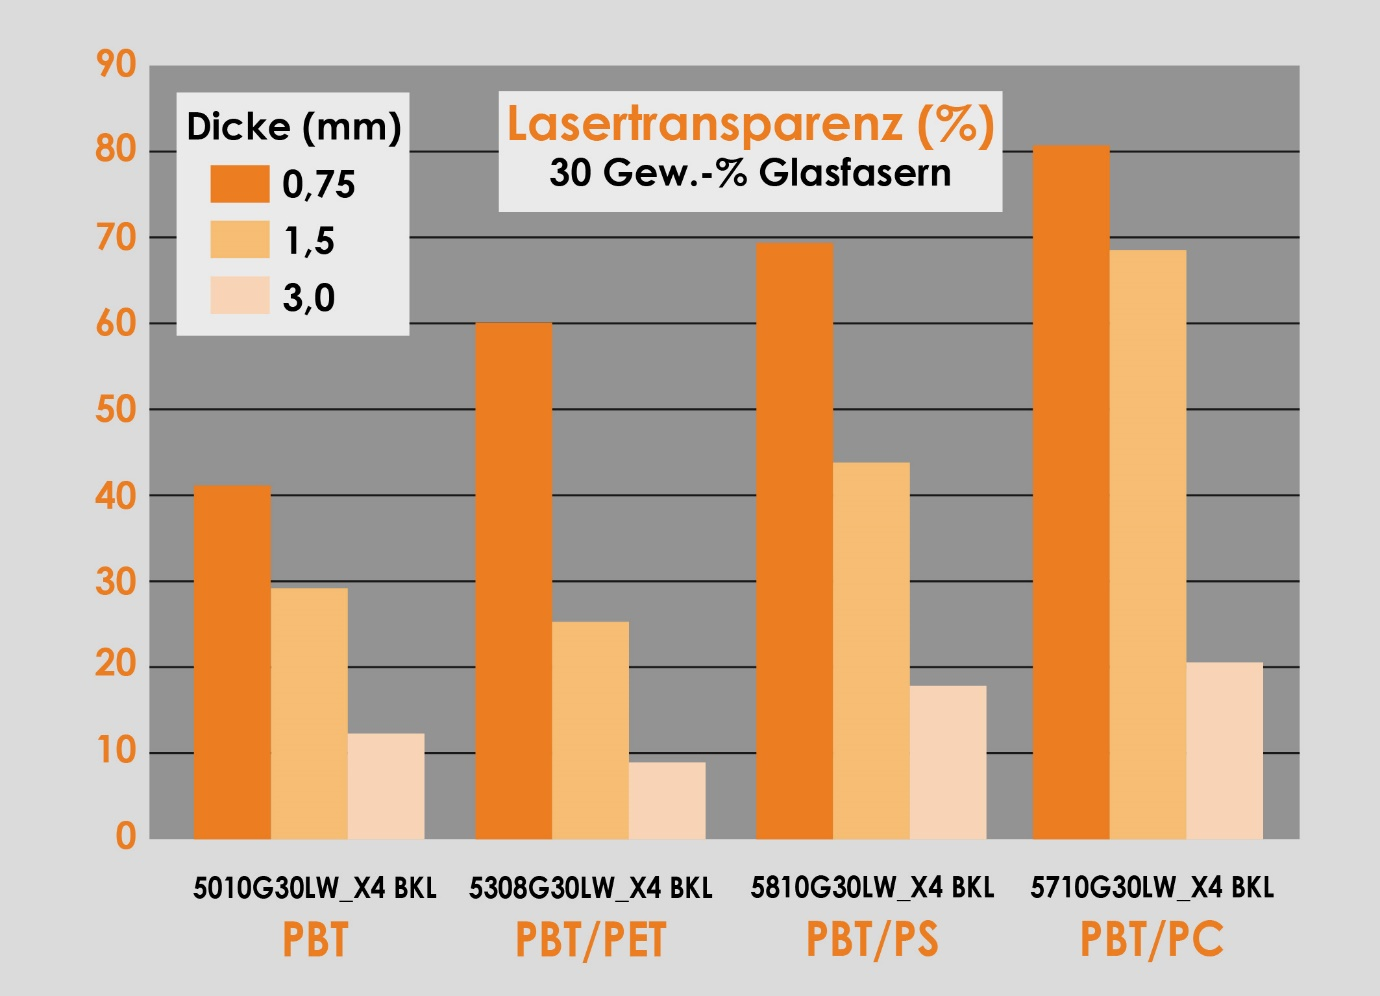 90
80
70
60
50
40
30
20
10
0
Dicke (mm)
0,75
1,5
3,0
Lasertransparenz (%)
30 Gew.-% Glasfasern
5010G30LW_X4 BKL
5308G30LW_X4 BKL
5810G30LW_X4 BKL
5710G30LW_X4 BKL
PBT
PBT/PET
PBT/PS
PBT/PC